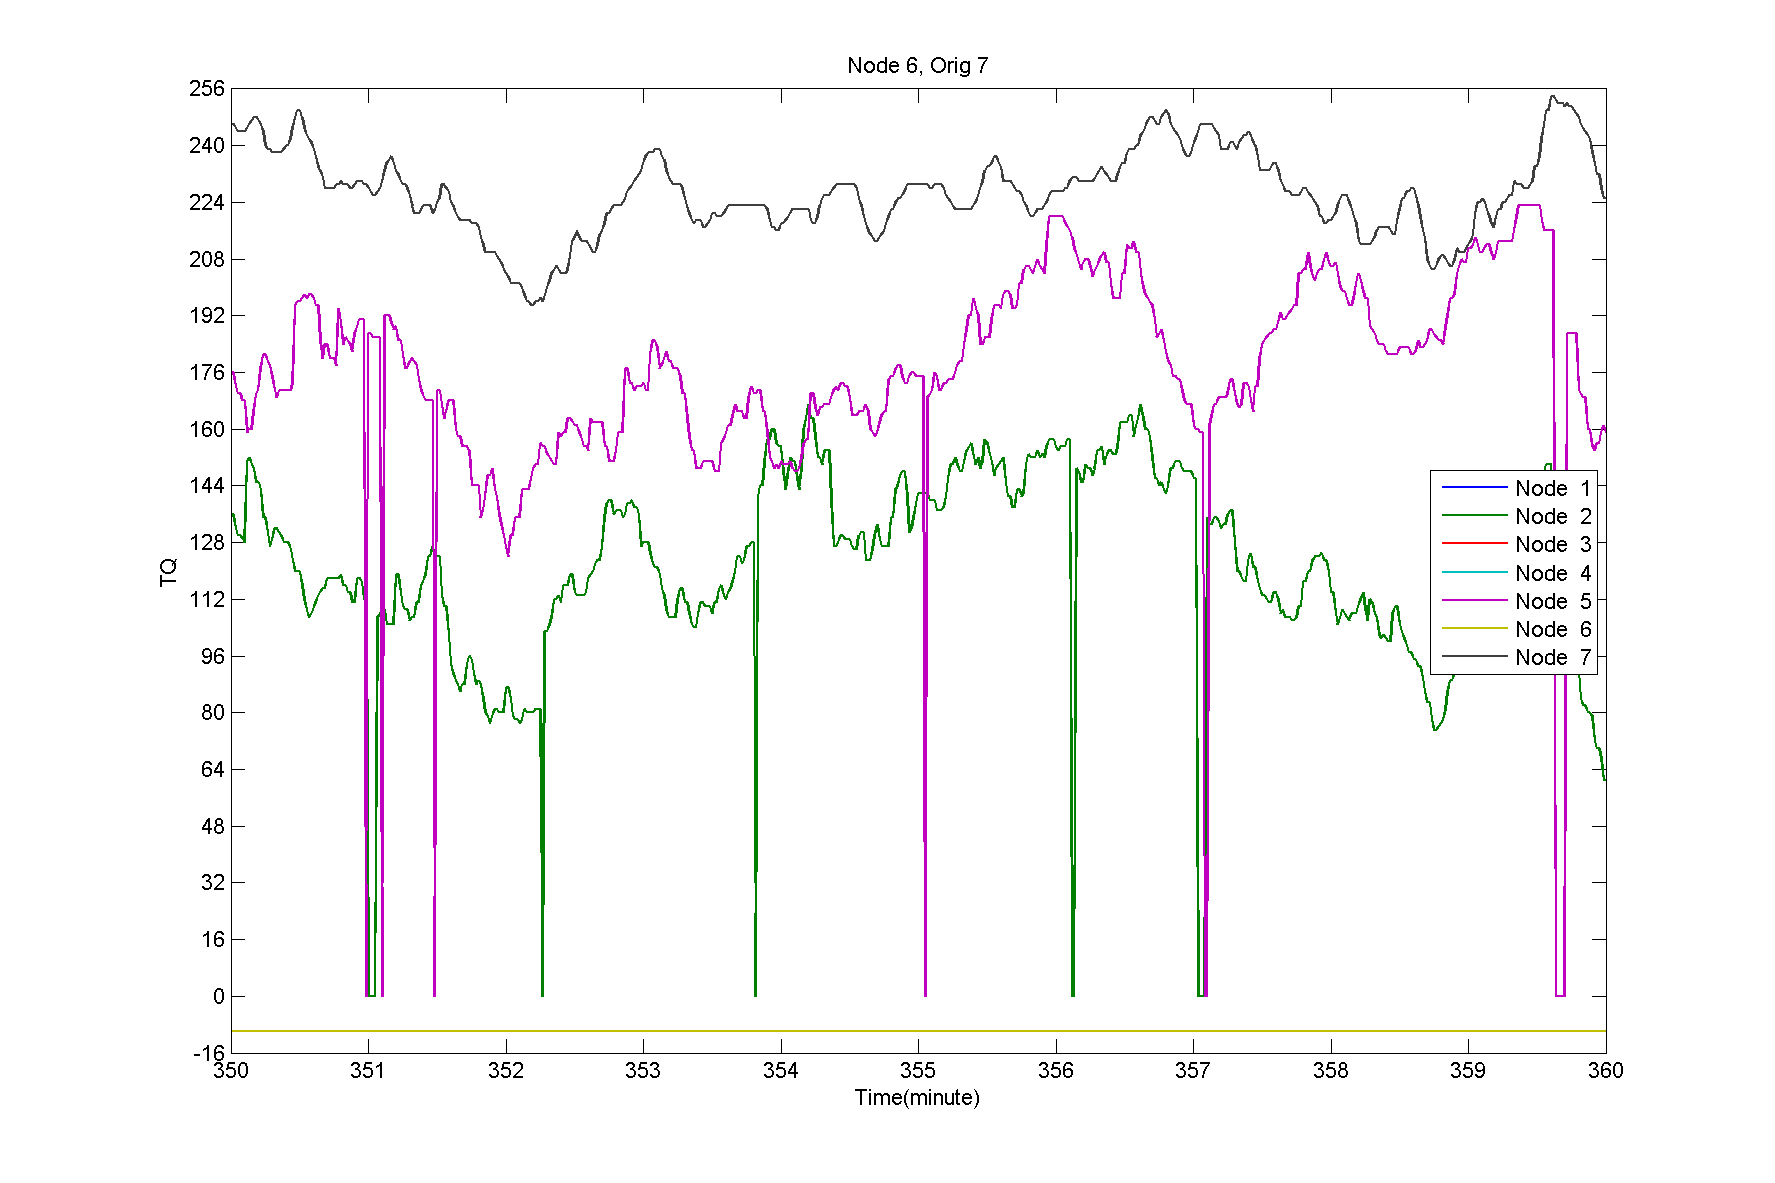 Node 6, Orig 7
256
240
224
208
192
176
160
144
128
112
96
80
64
48
32
16
0
-16
TQ
Node 1
Node 2
Node 3
Node 4
Node 5
Node 6
Node 7
350 351 352 353 354 355 356 357 358 359 360
Time(minute)